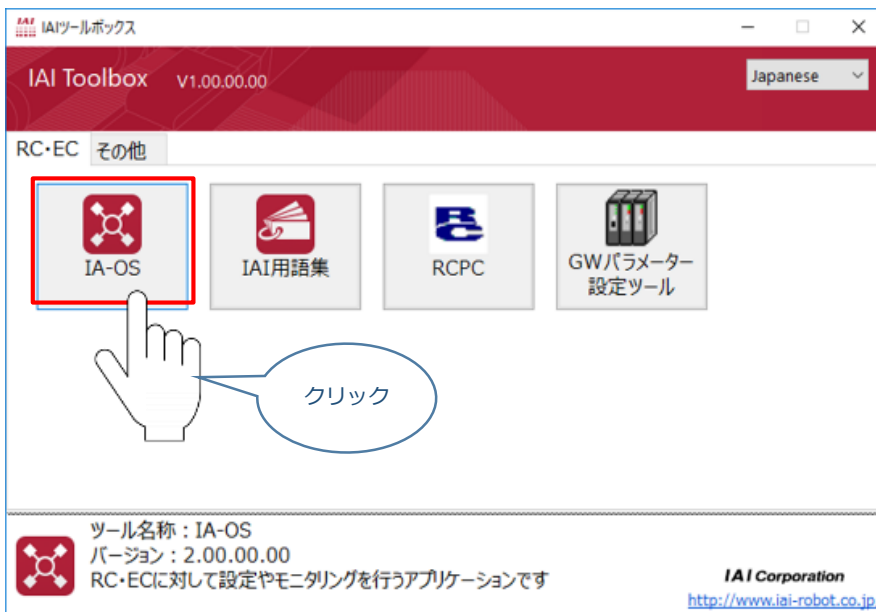 IAI
IAIツールボックス
IAI Toolbox V1.00.00.00
Japanese
RC・EC その他
IA-OS
IAI用語集
RCPC
GWパラメーター
設定ツール
クリック
ツール名称：IA-OS
バージョン：2.00.00.00
RC・ECに対して設定やモニタリングを行うアプリケーションです
IAI Corporation
http://www.iai-robot.co.jp